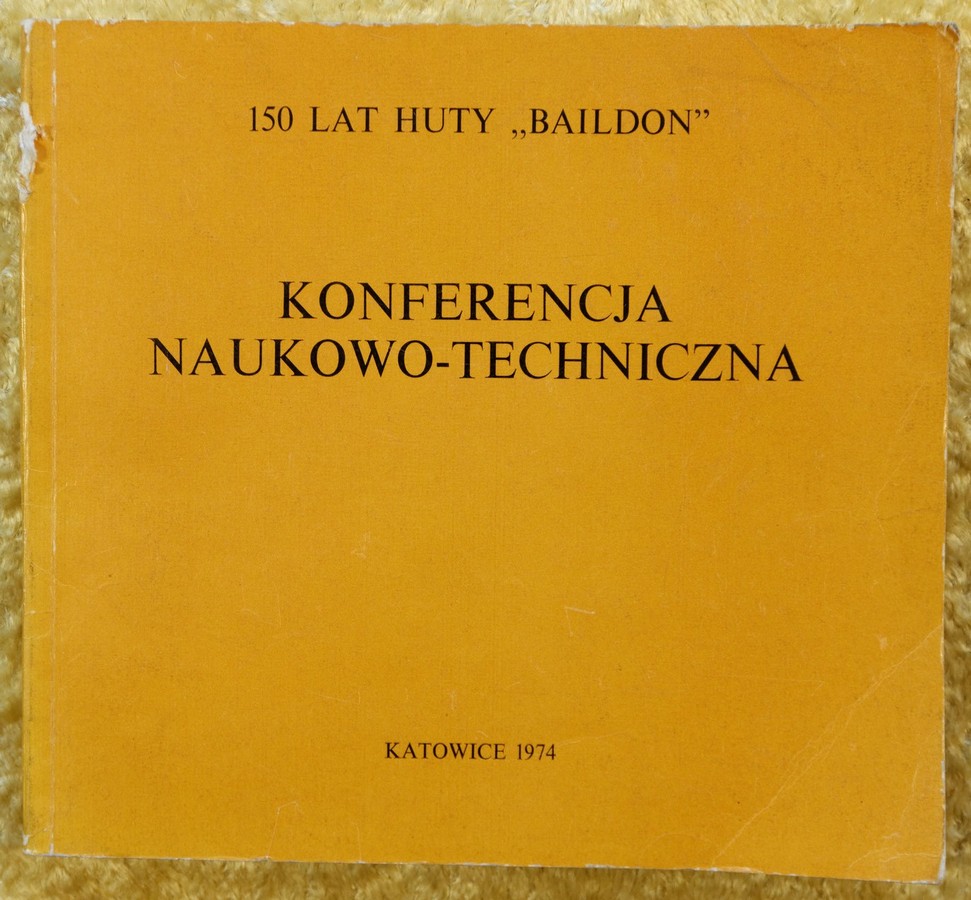 150 LAT HUTY „BAILDON”
KONFERENCJA
NAUKOWO-TECHNICZNA
KATOWICE 1974